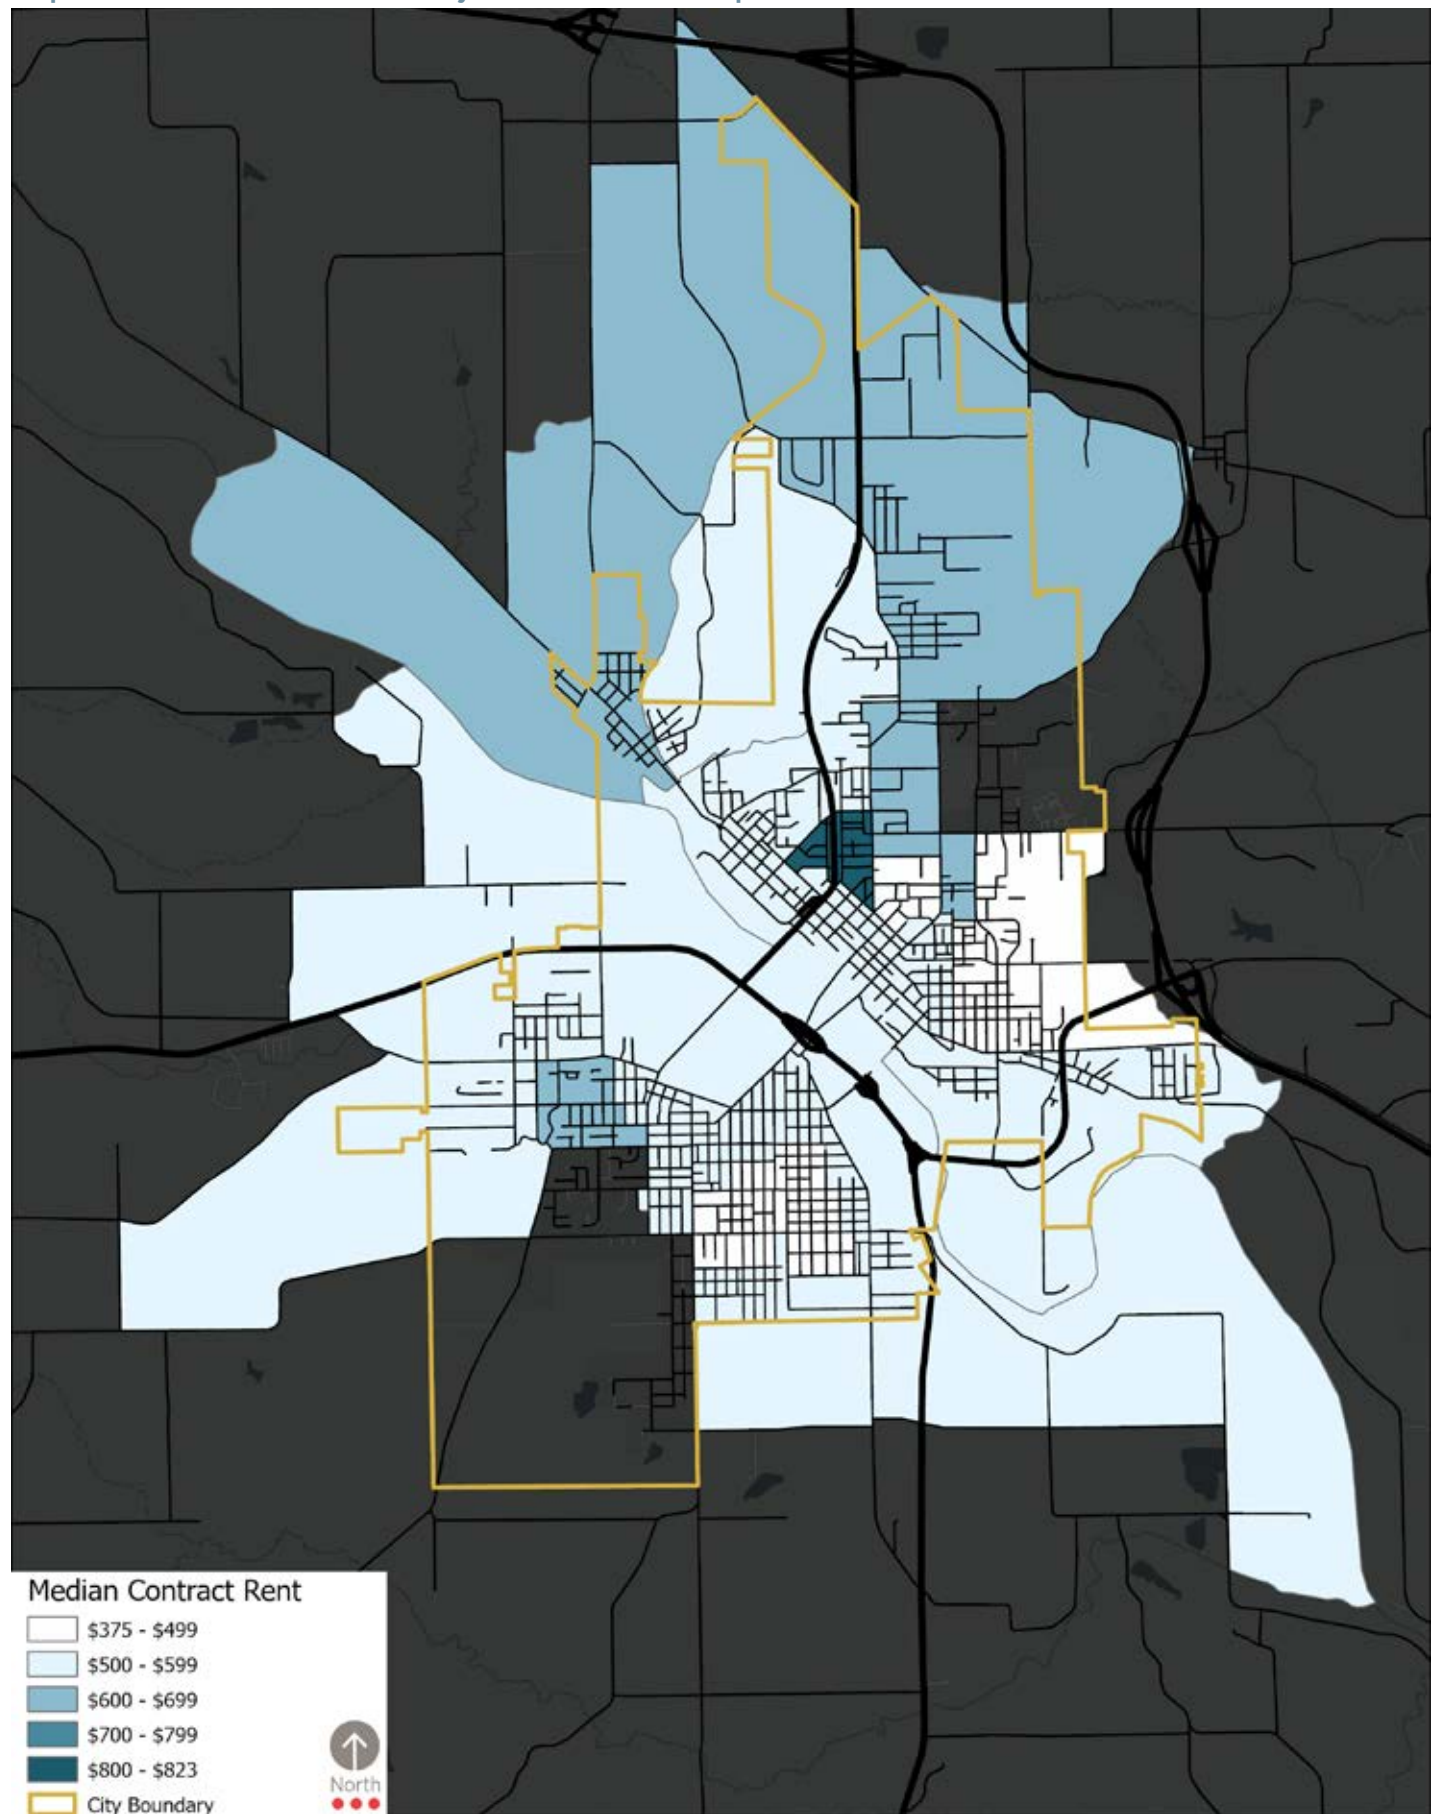 Median Contract Rent
$375 - $499
$500 - $599
$600 - $699
$700 - $799
$800 - $823
City Boundary
North